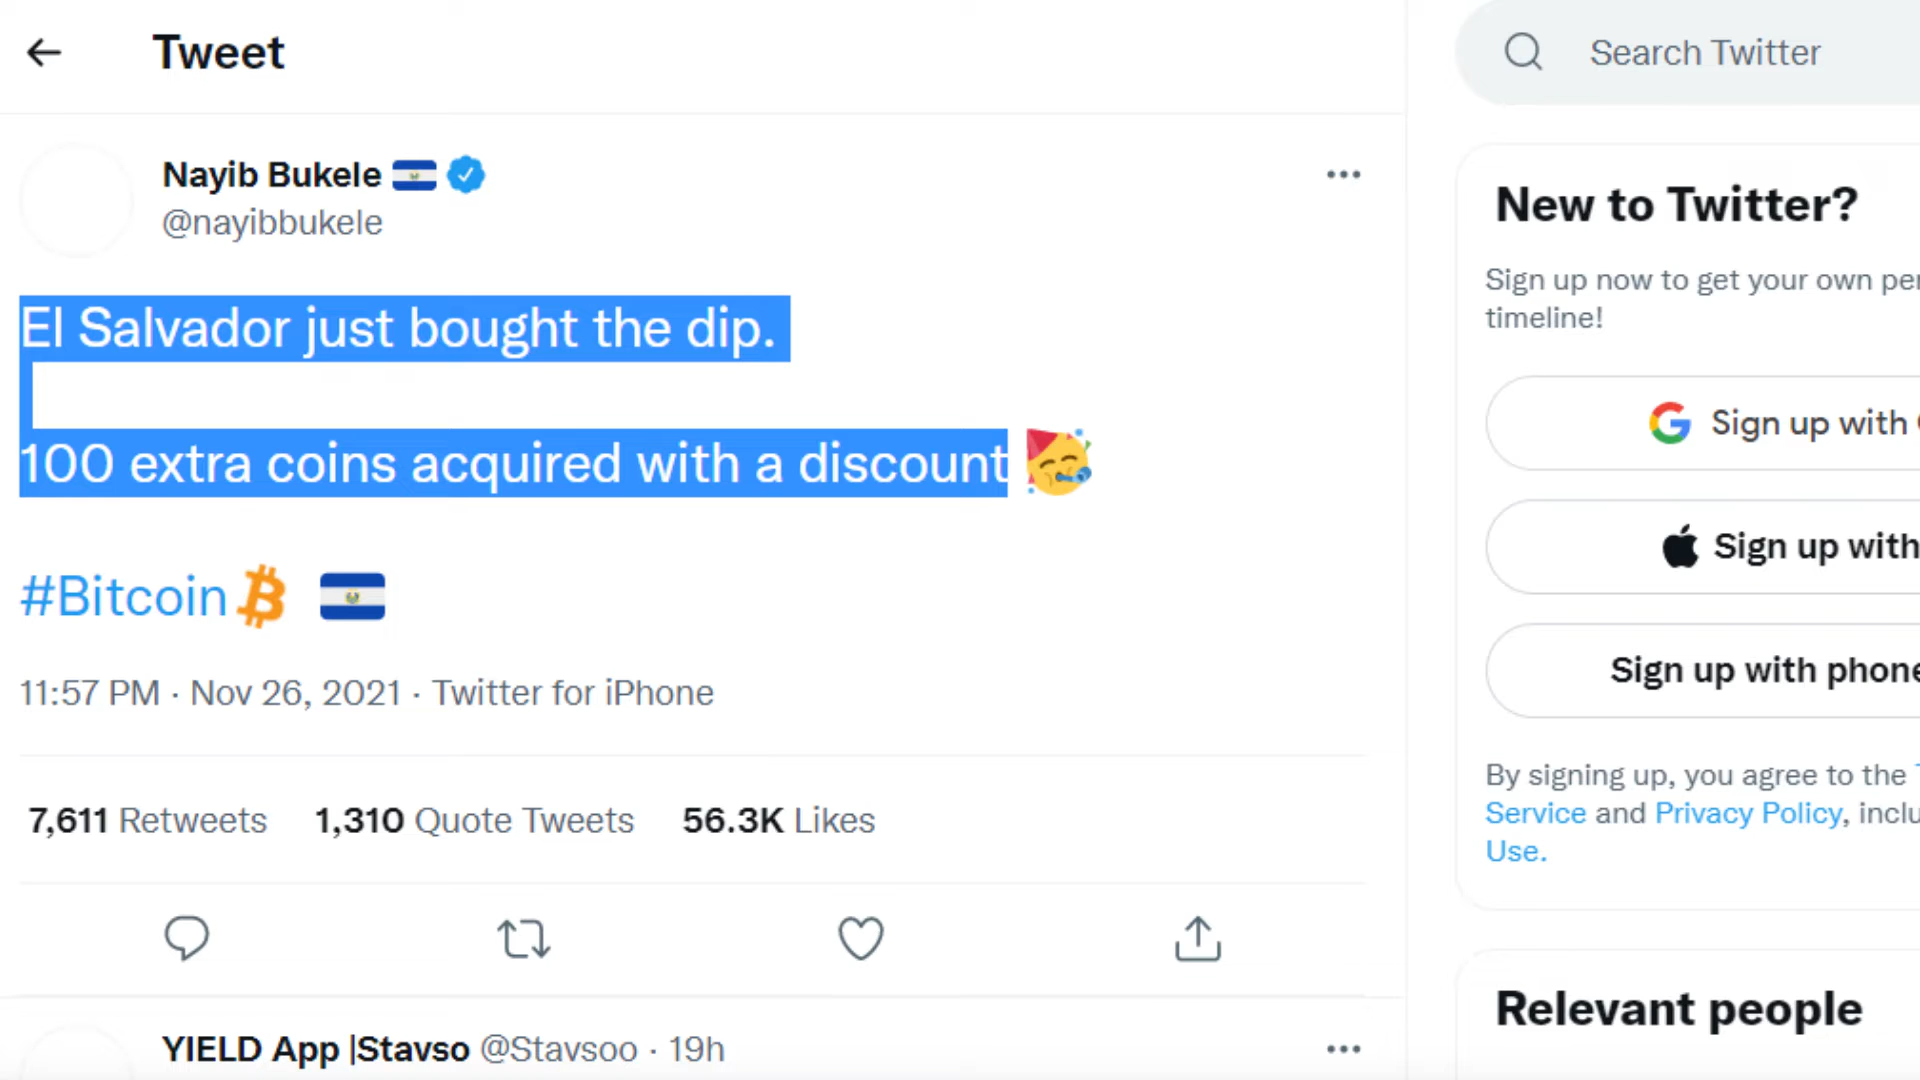 Tweet
Search Twitter
Nayib Bukele
@nayibbukele
El Salvador just bought the dip.
100 extra coins acquired with a discount
#Bitcoin
11:57 PM · Nov 26, 2021 · Twitter for iPhone
7,611 Retweets 1,310 Quote Tweets 56.3K Likes
YIELD App |Stavso @Stavsoo · 19h
New to Twitter?
Sign up now to get your own
timeline!
Sign up with
Sign up with
Sign up with phone
By signing up, you agree to the
Service and Privacy Policy,
Use.
Relevant people